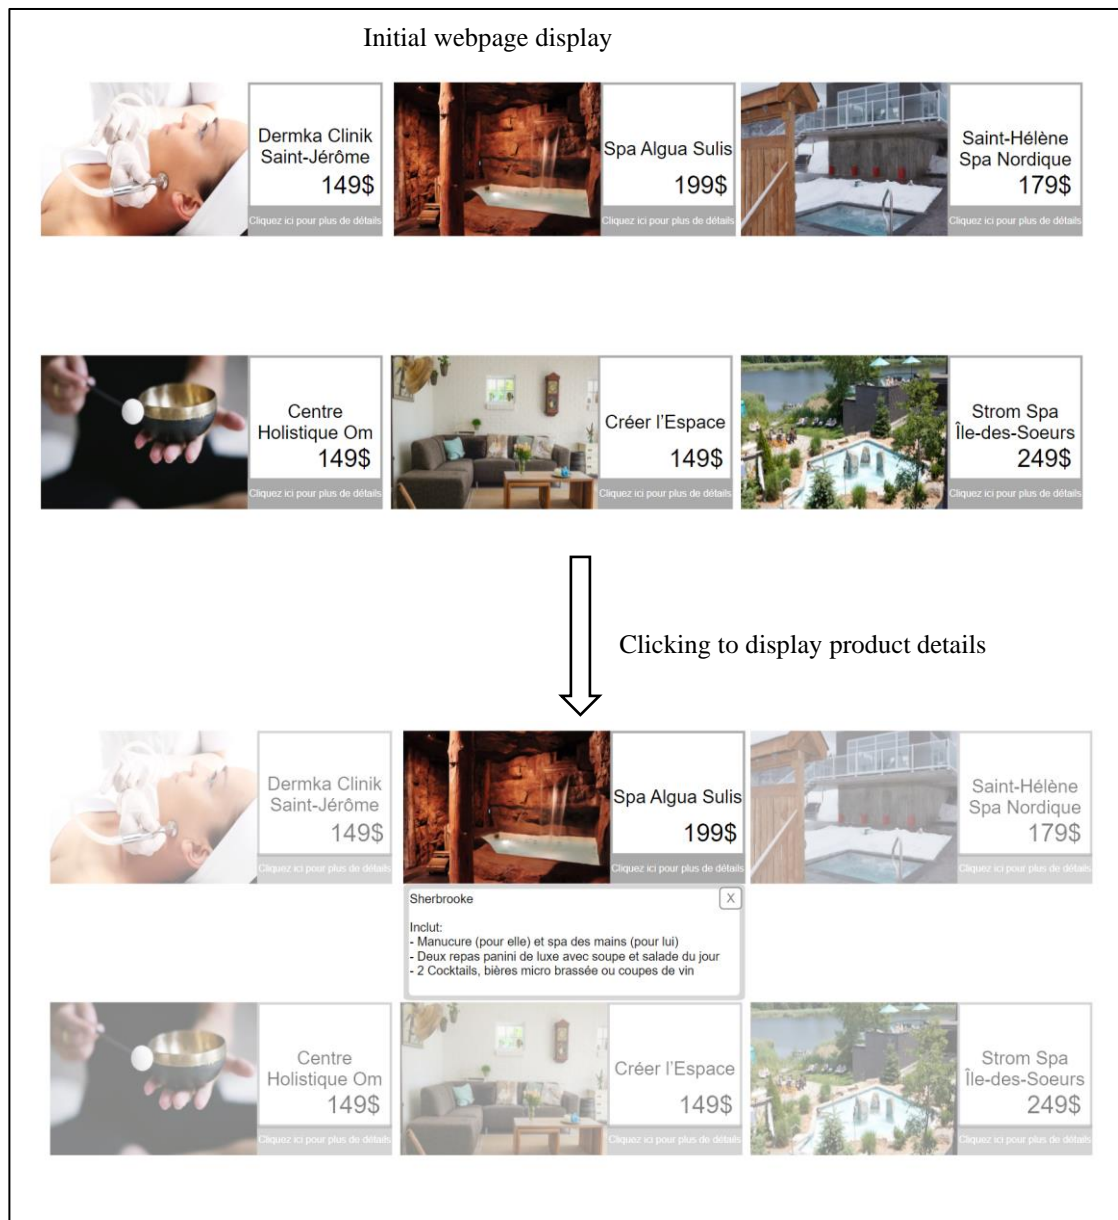 Initial webpage display
Dermka Clinik
Saint-Jérôme
149$
Cliquez ici pour plus de détails
Spa Algua Sulis
199$
Cliquez ici pour plus de détails
Saint-Hélène
Spa Nordique
179$
Cliquez ici pour plus de détails
Centre
Holistique Om
149$
Cliquez ici pour plus de détails
Créer l'Espace
149$
Cliquez ici pour plus de détails
Strom Spa
Île-des-Soeurs
249$
Cliquez ici pour plus de détails
Clicking to display product details
Dermka Clinik
Saint-Jérôme
149$
Cliquez ici pour plus de détails
Spa Algua Sulis
199$
Cliquez ici pour plus de détails
Saint-Hélène
Spa Nordique
179$
Cliquez ici pour plus de détails
Sherbrooke
X
Inclut:
- Manucure (pour elle) et spa des mains (pour lui)
- Deux repas panini de luxe avec soupe et salade du jour
- 2 Cocktails, bières micro brassée ou coupes de vin
Centre
Holistique Om
149$
Cliquez ici pour plus de détails
Créer l'Espace
149$
Cliquez ici pour plus de détails
Strom Spa
Île-des-Soeurs
249$
Cliquez ici pour plus de détails